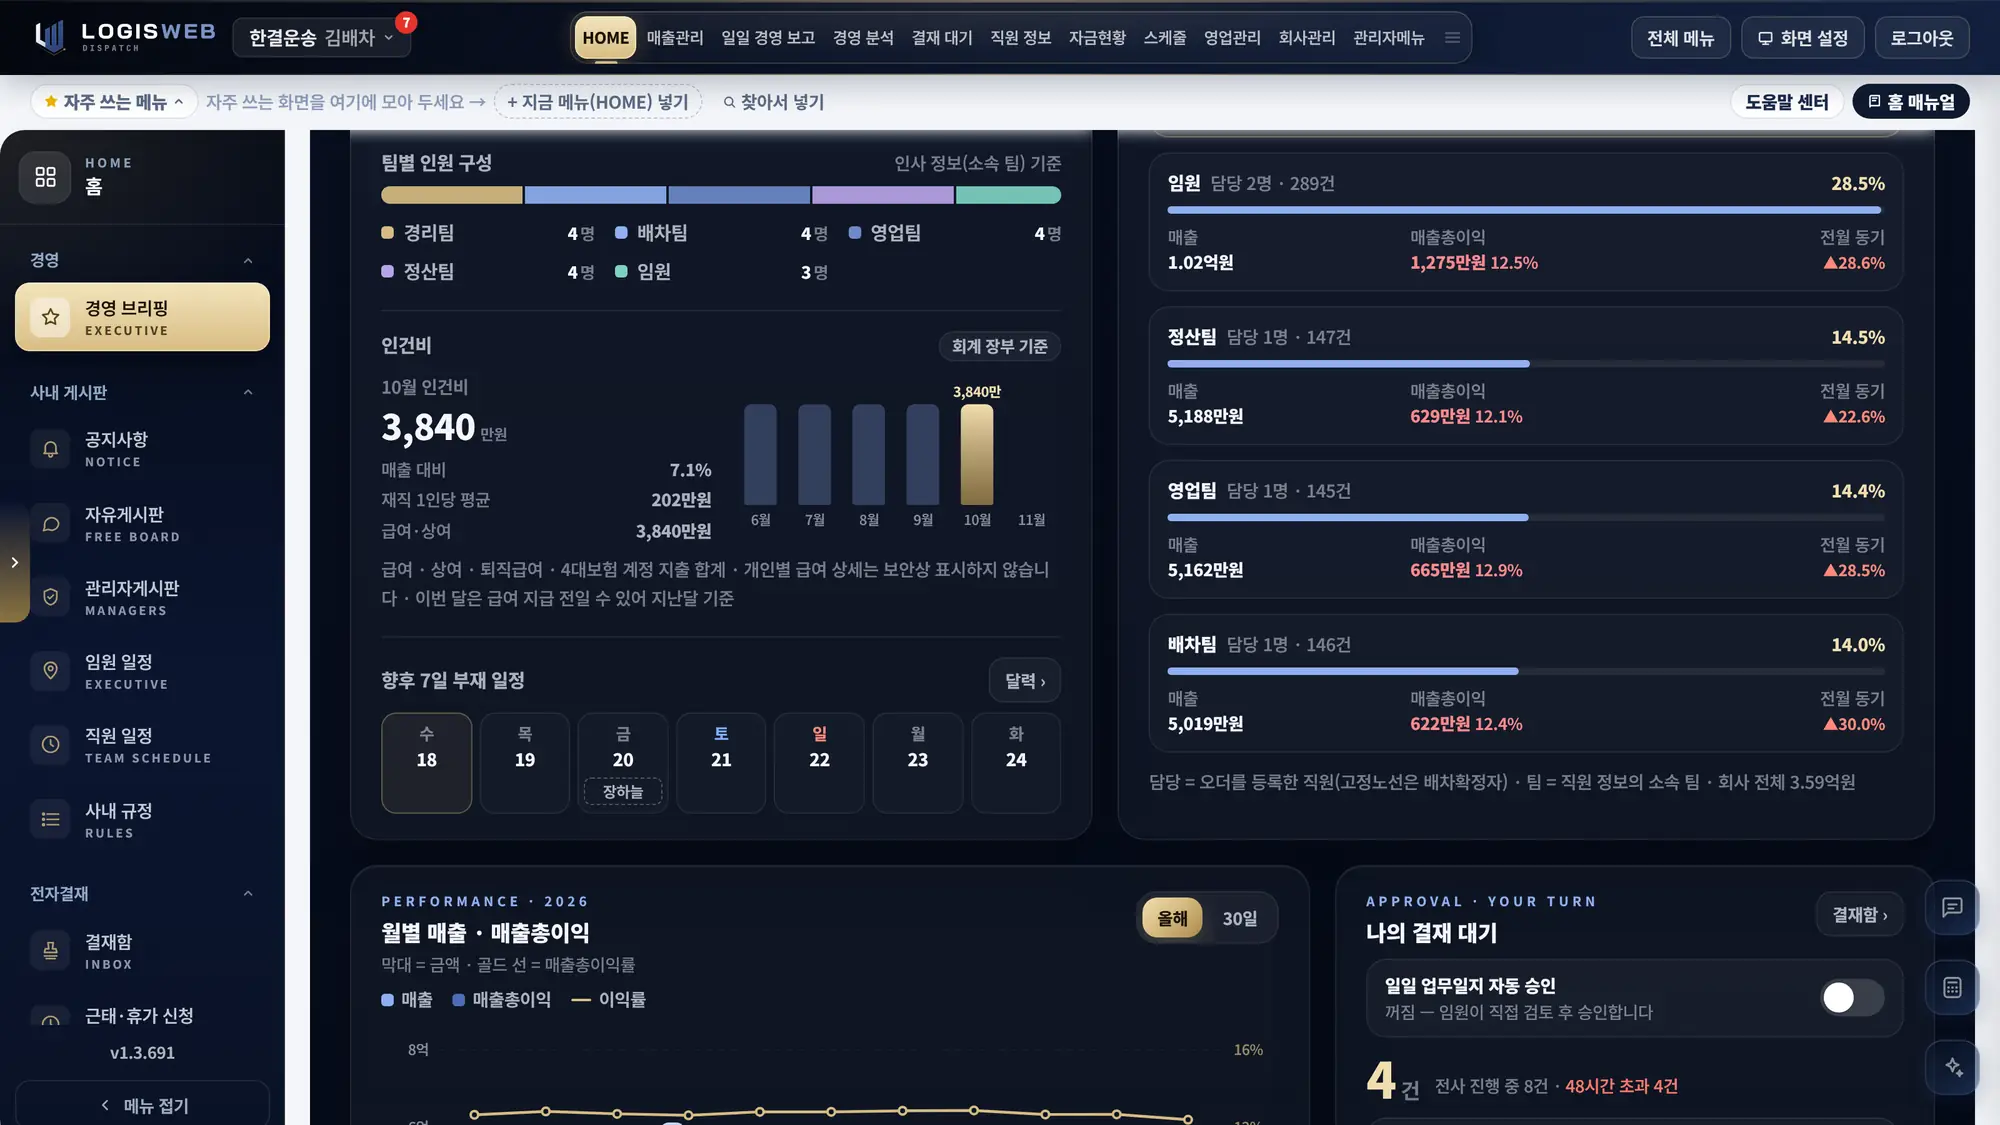 LOGISWEB
DISPATCH
한결운송 김배차
7
HOME
매출관리
일일 경영 보고
경영 분석
결재 대기
직원 정보
자금현황
스케줄
영업관리
회사관리
관리자메뉴
전체 메뉴
화면 설정
로그아웃
자주 쓰는 메뉴
자주 쓰는 화면을 여기에 모아 두세요 →
+ 지금 메뉴(HOME) 넣기
찾아서 넣기
도움말 센터
홈 매뉴얼
HOME
홈
경영
경영 브리핑
EXECUTIVE
사내 게시판
공지사항
NOTICE
자유게시판
FREE BOARD
관리자게시판
MANAGERS
임원 일정
EXECUTIVE
직원 일정
TEAM SCHEDULE
사내 규정
RULES
전자결재
결재함
INBOX
근태·휴가 신청
v1.3.691
메뉴 접기
팀별 인원 구성
인사 정보(소속 팀) 기준
경리팀 4명
배차팀 4명
영업팀 4명
정산팀 4명
임원 3명
인건비
회계 장부 기준
10월 인건비
3,840 만원
매출 대비 7.1%
재직 1인당 평균 202만원
급여·상여 3,840만원
3,840만
6월 7월 8월 9월 10월 11월
급여 · 상여 · 퇴직급여 · 4대보험 계정 지출 합계 · 개인별 급여 상세는 보안상 표시하지 않습니
다 · 이번 달은 급여 지급 전일 수 있어 지난달 기준
향후 7일 부재 일정
달력 ›
수 목 금 토 일 월 화
18 19 20 21 22 23 24
장하늘
임원 담당 2명 · 289건 28.5%
매출 매출총이익 전월 동기
1.02억원 1,275만원 12.5% ▲28.6%
정산팀 담당 1명 · 147건 14.5%
매출 매출총이익 전월 동기
5,188만원 629만원 12.1% ▲22.6%
영업팀 담당 1명 · 145건 14.4%
매출 매출총이익 전월 동기
5,162만원 665만원 12.9% ▲28.5%
배차팀 담당 1명 · 146건 14.0%
매출 매출총이익 전월 동기
5,019만원 622만원 12.4% ▲30.0%
담당 = 오더를 등록한 직원(고정노선은 배차확정자) · 팀 = 직원 정보의 소속 팀 · 회사 전체 3.59억원
PERFORMANCE · 2026
월별 매출 · 매출총이익
올해 30일
막대 = 금액 · 골드 선 = 매출총이익률
매출 매출총이익 이익률
8억 16%
APPROVAL · YOUR TURN
나의 결재 대기
결재함 ›
일일 업무일지 자동 승인
꺼짐 — 임원이 직접 검토 후 승인합니다
4건 전사 진행 중 8건 · 48시간 초과 4건